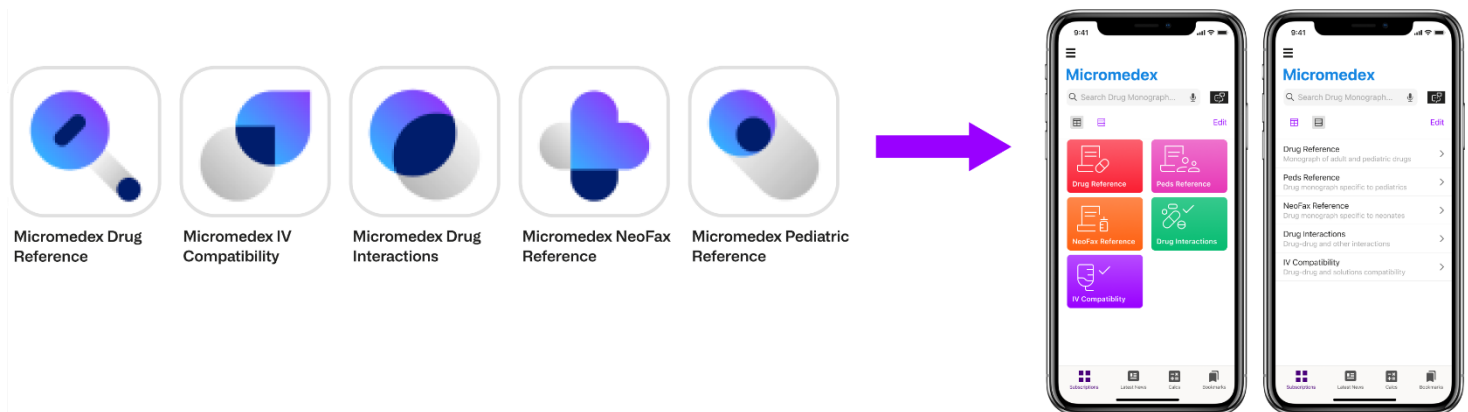 Micromedex Drug
Reference
Micromedex IV
Compatibility
Micromedex Drug
Interactions
Micromedex NeoFax
Reference
Micromedex Pediatric
Reference
9:41
Micromedex
Search Drug Monograph...
Edit
Drug Reference
Peds Reference
NeoFax Reference
Drug Interactions
IV Compatiblity
Subscriptions
Latest News
Calcs
Bookmarks
9:41
Micromedex
Search Drug Monograph...
Edit
Drug Reference
Monograph of adult and pediatric drugs
Peds Reference
Drug monograph specific to pediatrics
NeoFax Reference
Drug monograph specific to neonates
Drug Interactions
Drug-drug and other interactions
IV Compatibility
Drug-drug and solutions compatibility
Subscriptions
Latest News
Calcs
Bookmarks